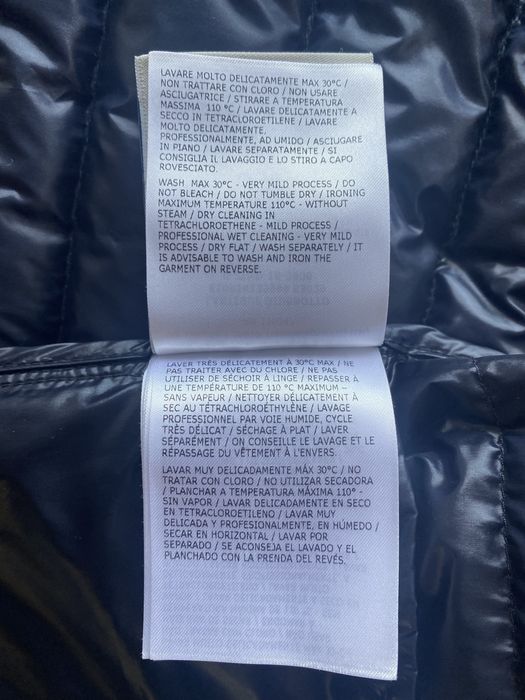 LAVARE MOLTO DELICATAMENTE MAX 30°C /
NON TRATTARE CON CLORO / NON USARE
ASCIUGATRICE / STIRARE A TEMPERATURA
MASSIMA 110 °C / LAVARE DELICATAMENTE A
SECCO IN TETRACLOROETILENE / LAVARE
MOLTO DELICATAMENTE,
PROFESSIONALMENTE, AD UMIDO / ASCIUGARE
IN PIANO / LAVARE SEPARATAMENTE / SI
CONSIGLIA IL LAVAGGIO E LO STIRO A CAPO
ROVESCIATO.
WASH MAX 30°C - VERY MILD PROCESS / DO
NOT BLEACH / DO NOT TUMBLE DRY / IRONING
MAXIMUM TEMPERATURE 110°C - WITHOUT
STEAM / DRY CLEANING IN
TETRACHLOROETHENE - MILD PROCESS /
PROFESSIONAL WET CLEANING - VERY MILD
PROCESS / DRY FLAT / WASH SEPARATELY / IT
IS ADVISABLE TO WASH AND IRON THE
GARMENT ON REVERSE.
LAVER TRÈS DÉLICATEMENT À 30°C MAX / NE
PAS TRAITER AVEC DU CHLORE / NE PAS
UTILISER DE SÉCHOIR À LINGE / REPASSER À
UNE TEMPÉRATURE DE 110 °C MAXIMUM –
SANS VAPEUR / NETTOYER DÉLICATEMENT À
SEC AU TÉTRACHLOROÉTHYLÈNE / LAVAGE
PROFESSIONNEL PAR VOIE HUMIDE, CYCLE
TRÈS DÉLICAT / SÉCHAGE À PLAT / LAVER
SÉPARÉMENT / ON CONSEILLE LE LAVAGE ET LE
RÉPASSAGE DU VÊTEMENT À L'ENVERS.
LAVAR MUY DELICADAMENTE MÁX 30°C / NO
TRATAR CON CLORO / NO UTILIZAR SECADORA
/ PLANCHAR A TEMPERATURA MÁXIMA 110° -
SIN VAPOR / LAVAR DELICADAMENTE EN SECO
EN TETRACLOROETILENO / LAVAR MUY
DELICADA Y PROFESIONALMENTE, EN HÚMEDO /
SECAR EN HORIZONTAL / LAVAR POR
SEPARADO / SE ACONSEJA EL LAVADO Y EL
PLANCHADO CON LA PRENDA DEL REVÉS.